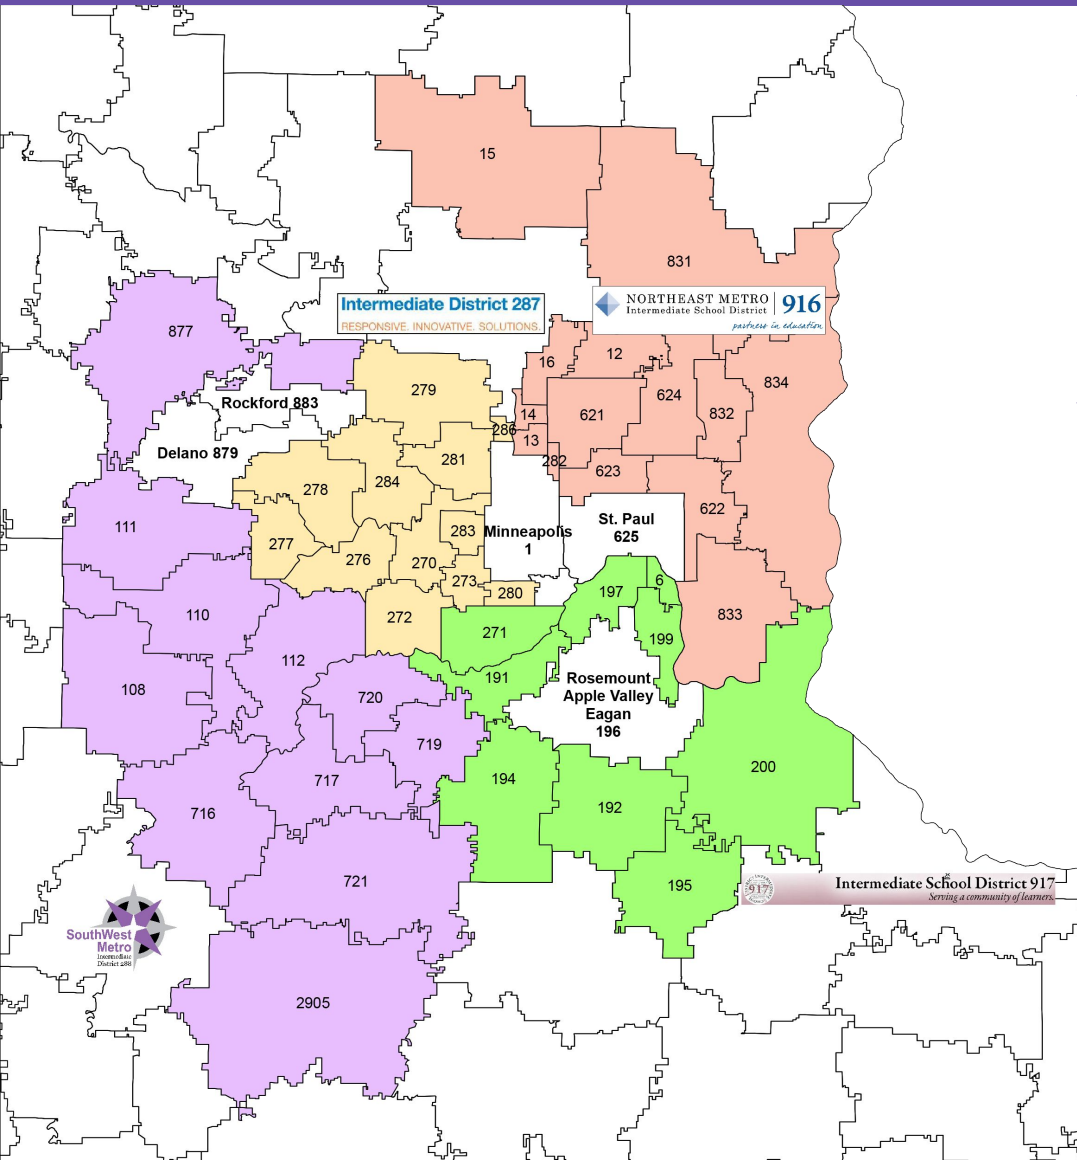 15
831
Intermediate District 287
RESPONSIVE. INNOVATIVE. SOLUTIONS.
NORTHEAST METRO
Intermediate School District
916
partners in education
877
16
12
279
624
834
Rockford 883
14
621
832
286
13
Delano 879
281
282
623
284
278
622
111
283
Minneapolis
1
St. Paul
625
277
276
270
273
6
280
197
110
272
833
271
199
112
191
108
720
Rosemount
Apple Valley
Eagan
196
719
200
717
194
192
716
721
195
917
Intermediate School District 917
Serving a community of learners.
SouthWest
Metro
Intermediate
District 288
2905